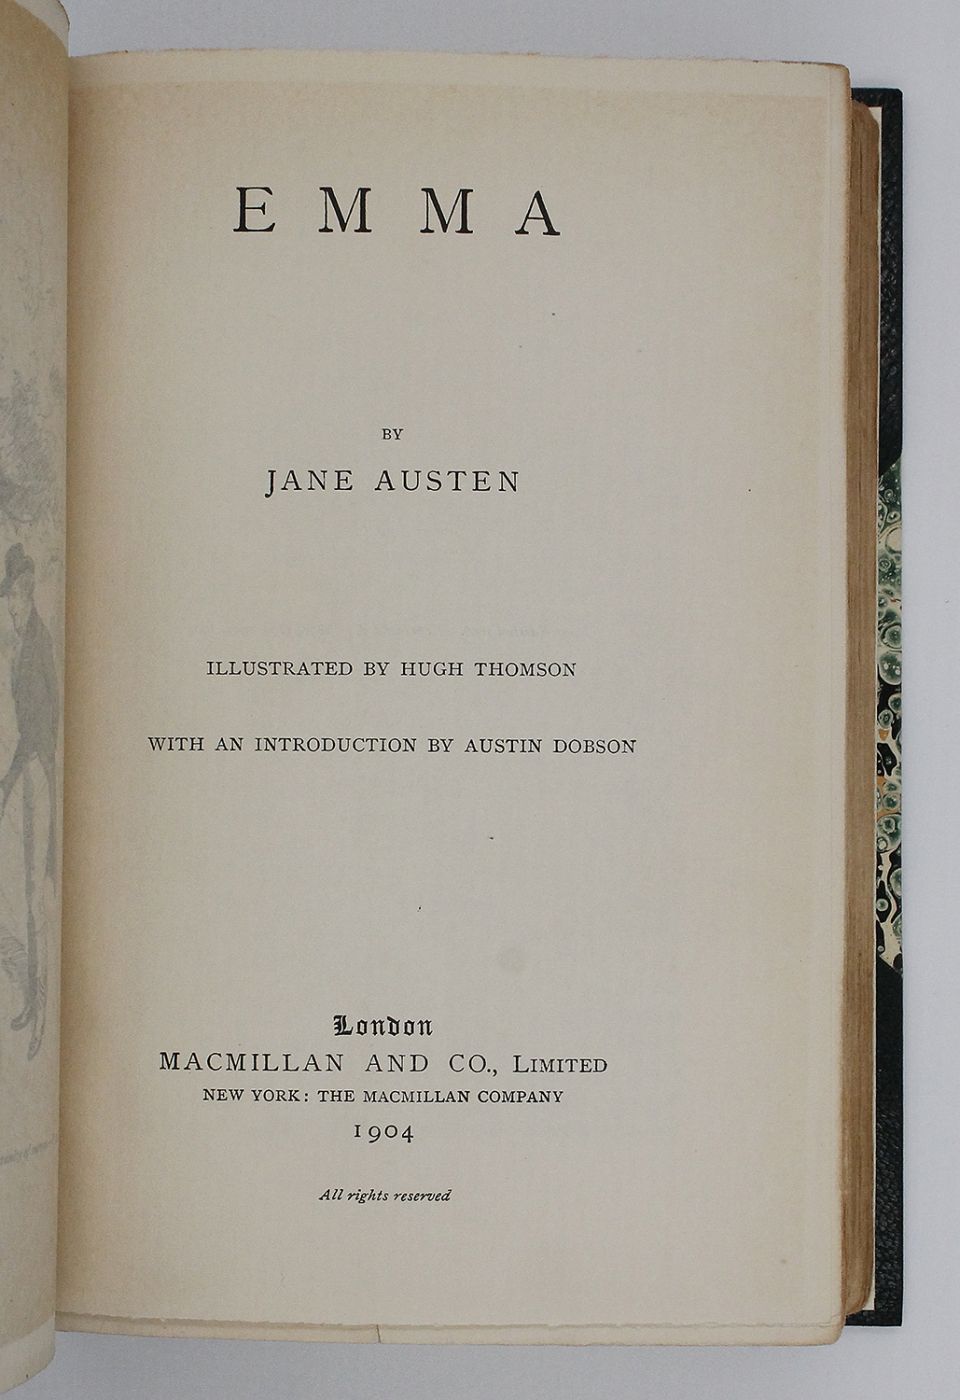 EMMA
BY
JANE AUSTEN
ILLUSTRATED BY HUGH THOMSON
WITH AN INTRODUCTION BY AUSTIN DOBSON
London
MACMILLAN AND CO., LIMITED
NEW YORK: THE MACMILLAN COMPANY
1904
All rights reserved